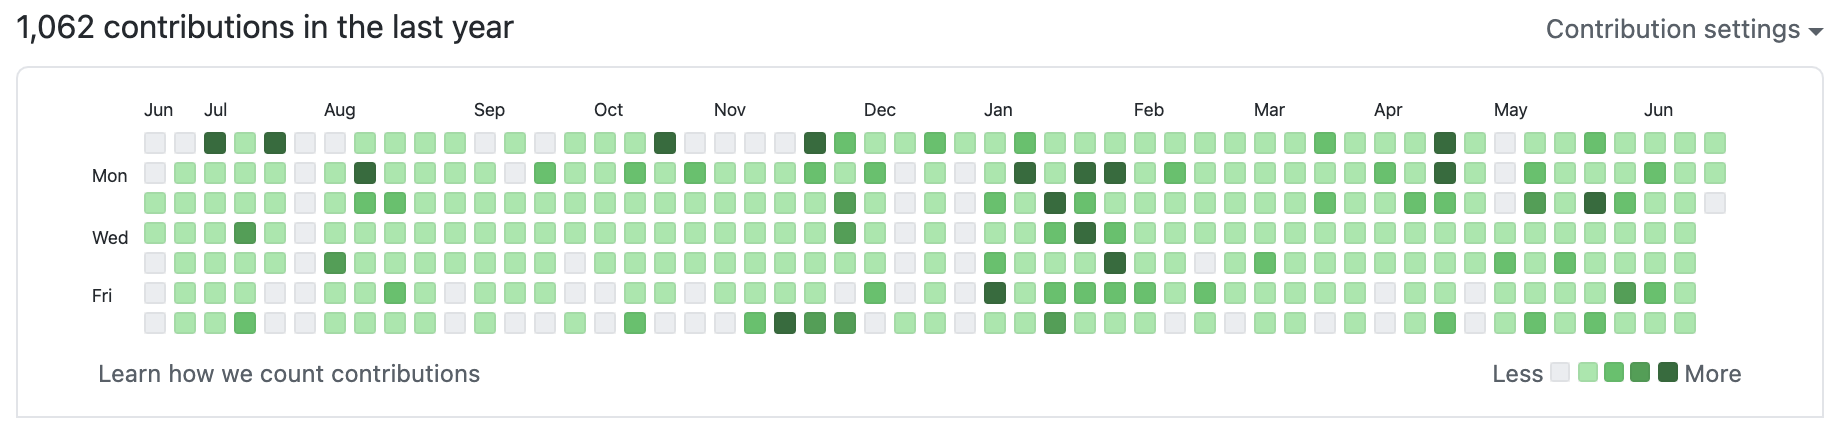 1,062 contributions in the last year
Contribution settings
Jun Jul Aug Sep Oct Nov Dec Jan Feb Mar Apr May Jun
Mon
Wed
Fri
Learn how we count contributions
Less More